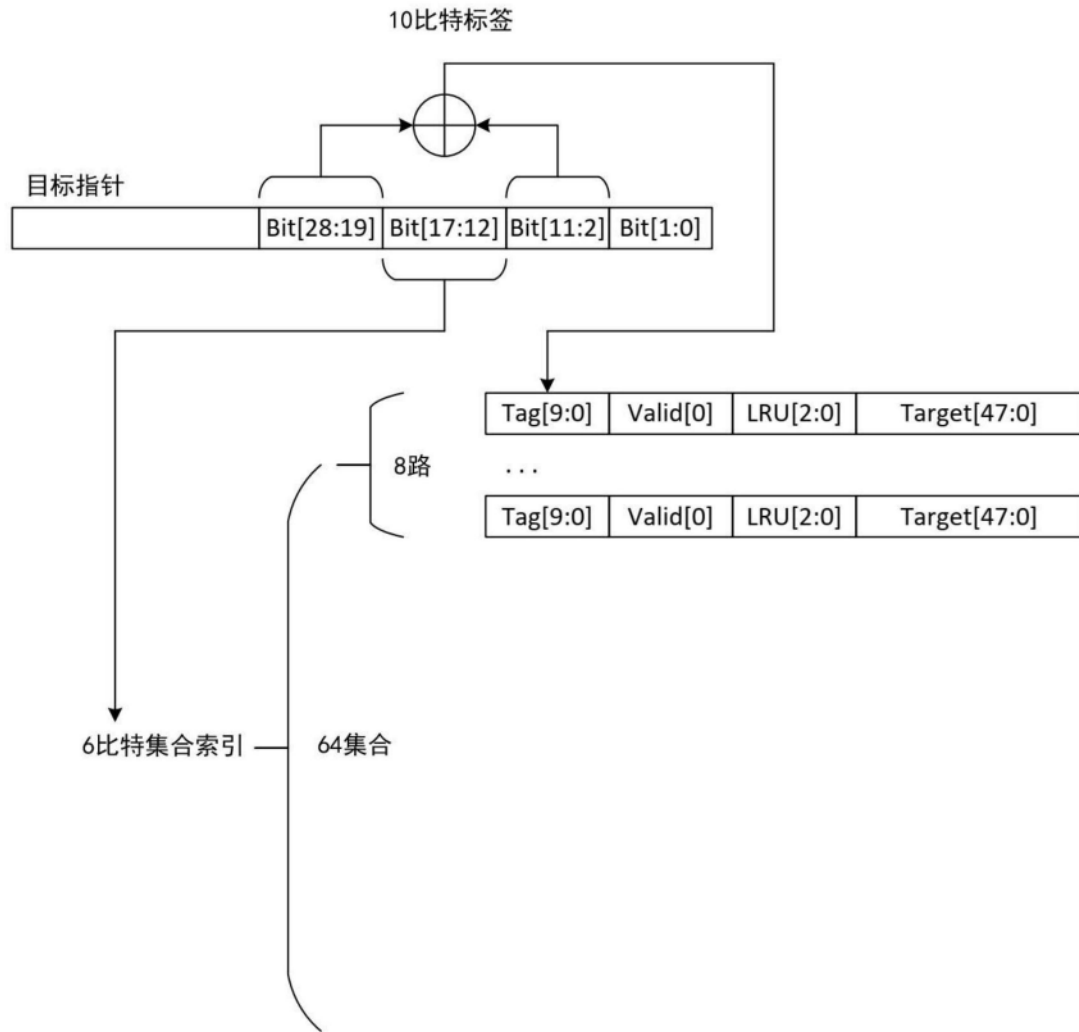 10比特标签
目标指针
Bit[28:19] Bit[17:12] Bit[11:2] Bit[1:0]
Tag[9:0] Valid[0] LRU[2:0] Target[47:0]
8路 ...
Tag[9:0] Valid[0] LRU[2:0] Target[47:0]
6比特集合索引 64集合